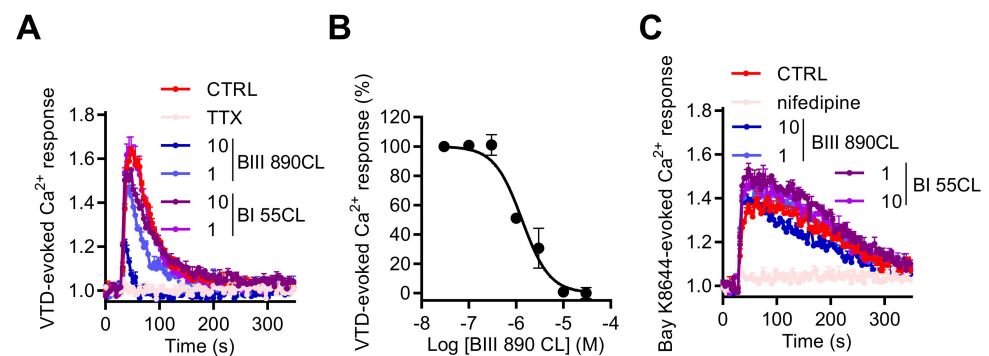 A
VTD-evoked Ca²⁺ response
1.8
1.6
1.4
1.2
1.0
0 100 200 300
Time (s)
CTRL
TTX
10
1
BIII 890CL
10
1
BI 55CL
B
VTD-evoked Ca²⁺ response (%)
120
100
80
60
40
20
0
-8 -7 -6 -5 -4
Log [BIII 890 CL] (M)
C
Bay K8644-evoked Ca²⁺ response
1.8
1.6
1.4
1.2
1.0
0 100 200 300
Time (s)
CTRL
nifedipine
10
1
BIII 890CL
1
10
BI 55CL